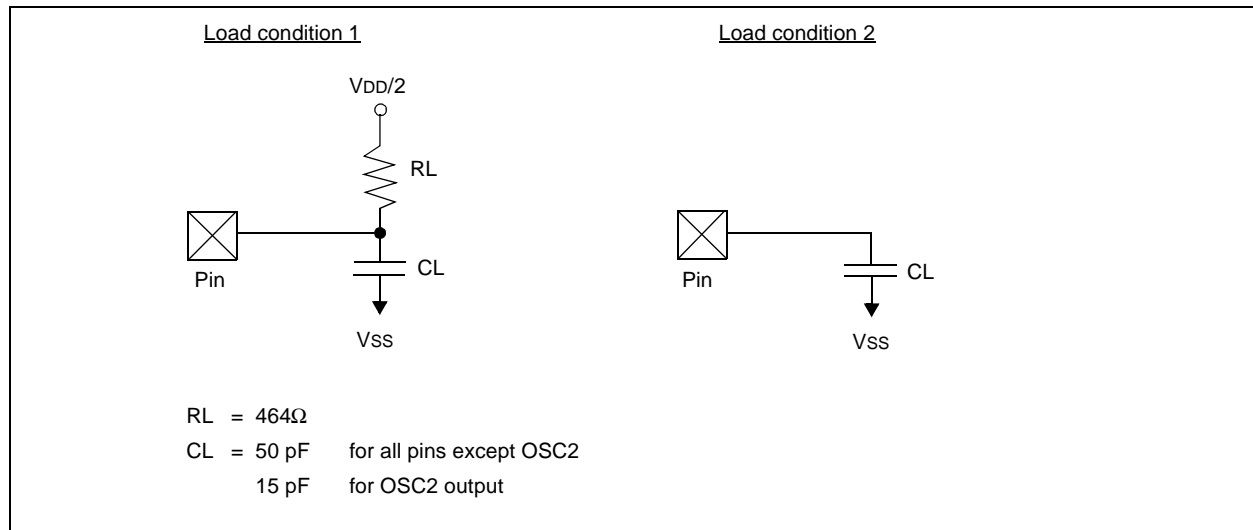 Load condition 1
Load condition 2
VDD/2
RL
CL
Pin
VSS
CL
Pin
VSS
RL = 464Ω
CL = 50 pF for all pins except OSC2
15 pF for OSC2 output